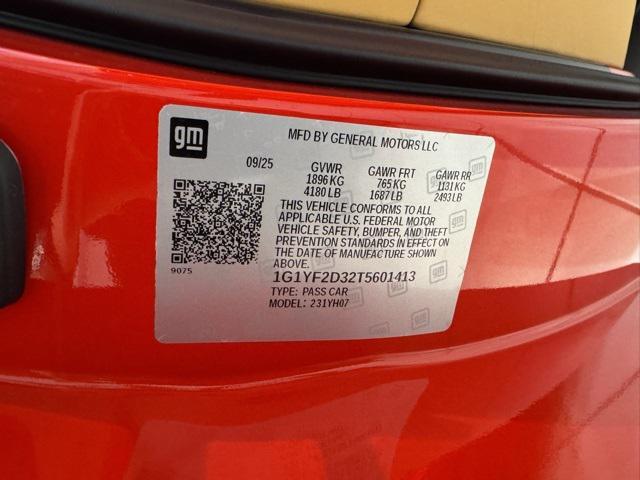 gm
MFD BY GENERAL MOTORS LLC
09/25 GVWR GAWR FRT GAWR RR
1896 KG 765 KG 1131 KG
4180 LB 1687 LB 2493 LB
THIS VEHICLE CONFORMS TO ALL
APPLICABLE U.S. FEDERAL MOTOR
VEHICLE SAFETY, BUMPER, AND THEFT
PREVENTION STANDARDS IN EFFECT ON
THE DATE OF MANUFACTURE SHOWN
ABOVE.
9075
1G1YF2D32T5601413
TYPE: PASS CAR
MODEL: 231YH07